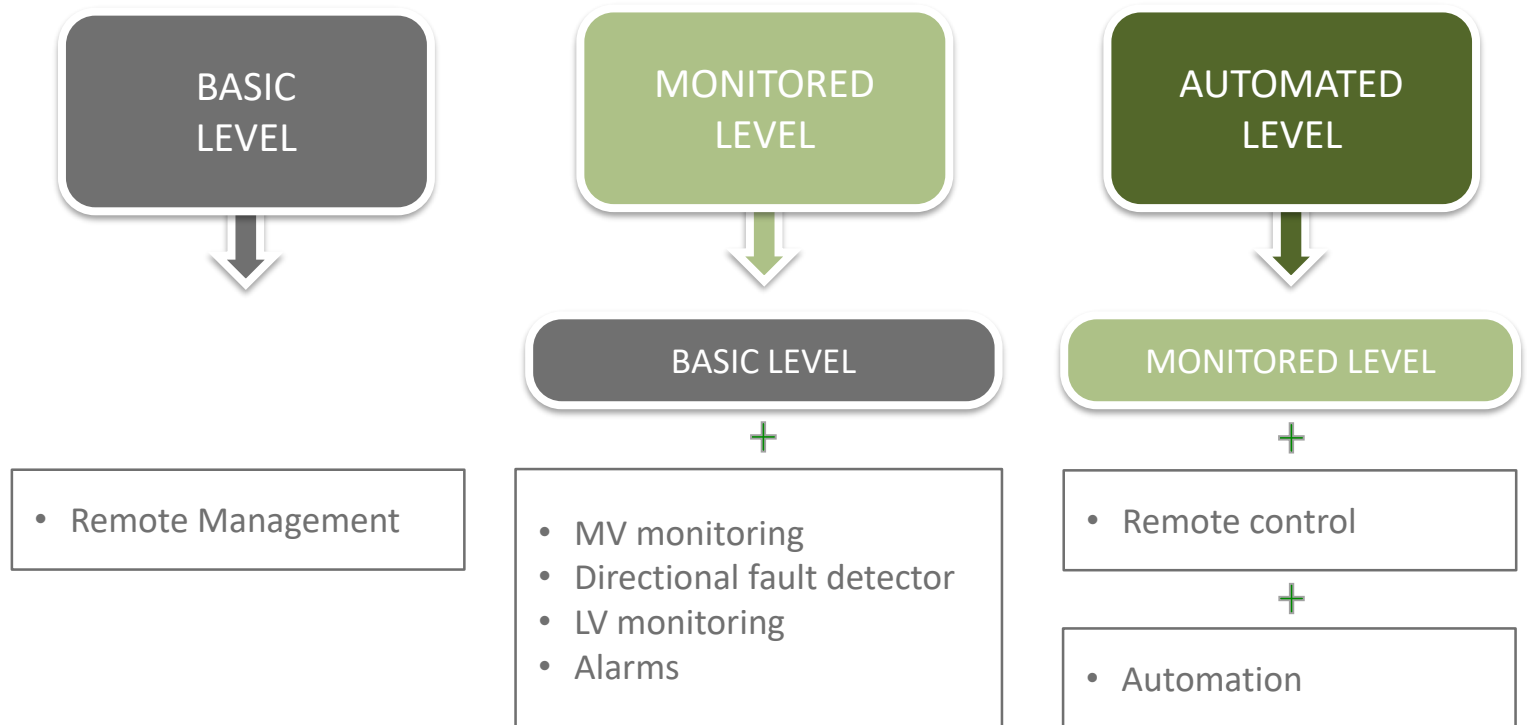 BASIC
LEVEL
• Remote Management
MONITORED
LEVEL
BASIC LEVEL
+
• MV monitoring
• Directional fault detector
• LV monitoring
• Alarms
AUTOMATED
LEVEL
MONITORED LEVEL
+
• Remote control
+
• Automation